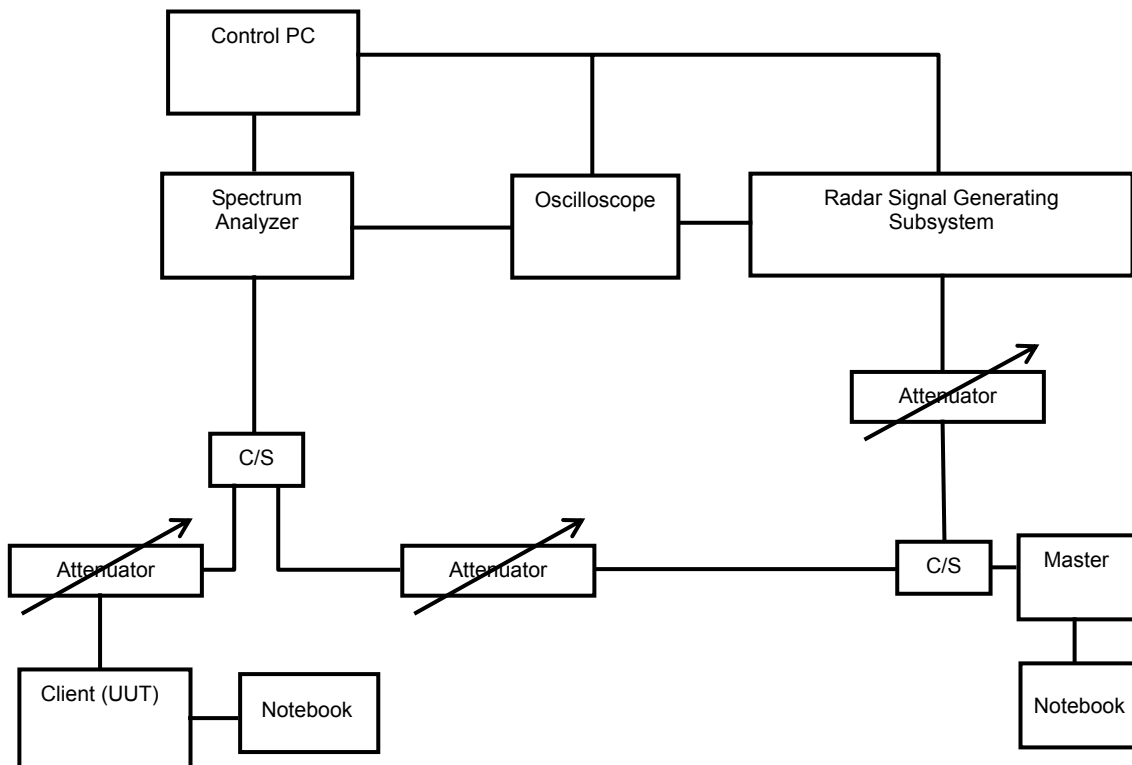 Control PC
Spectrum
Analyzer
Oscilloscope
Radar Signal Generating
Subsystem
Attenuator
C/S
Attenuator
Attenuator
C/S
Master
Client (UUT)
Notebook
Notebook